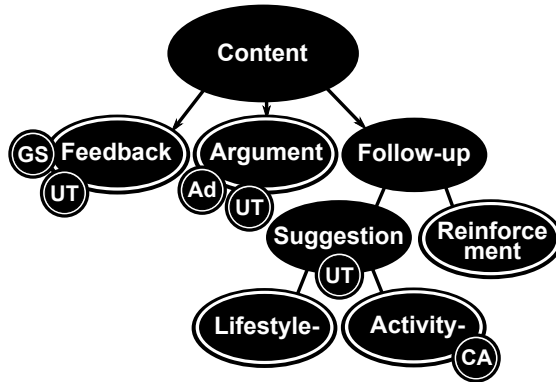 Content
GS
Feedback
UT
Argument
Ad
UT
Follow-up
Suggestion
UT
Reinforce
ment
Lifestyle-
Activity-
CA